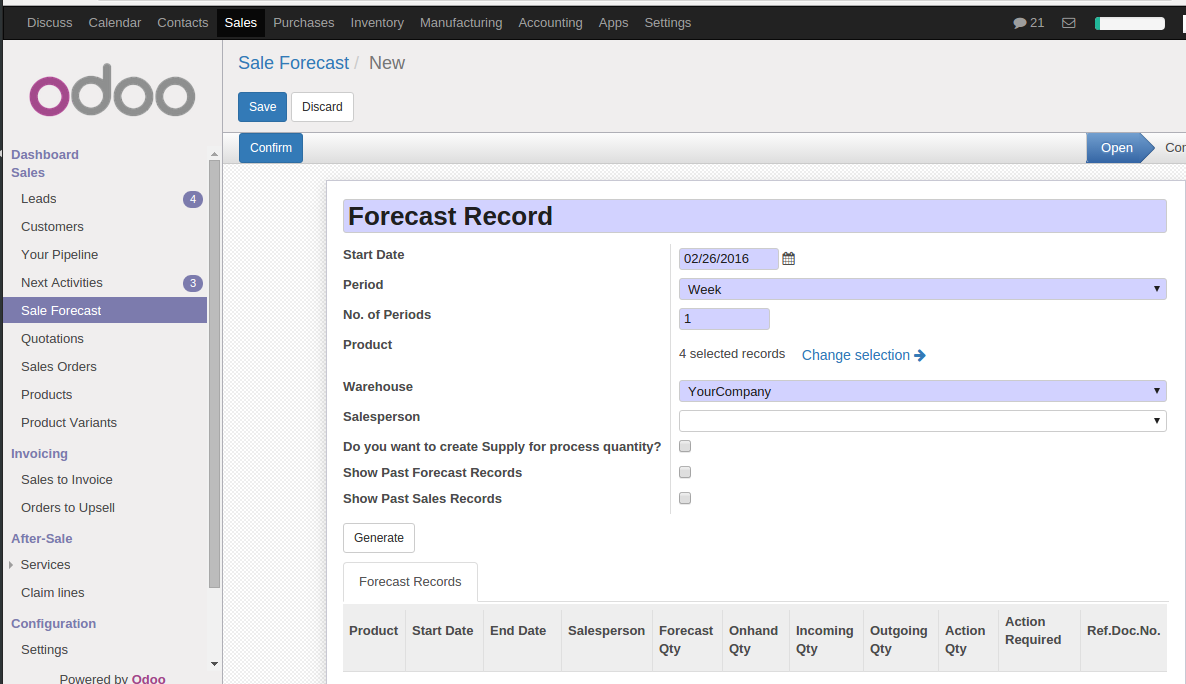 Discuss Calendar Contacts Sales Purchases Inventory Manufacturing Accounting Apps Settings 21
odoo
Sale Forecast / New
Save Discard
Confirm Open Cor
Dashboard
Sales
Leads 4
Customers
Your Pipeline
Next Activities 3
Sale Forecast
Quotations
Sales Orders
Products
Product Variants
Invoicing
Sales to Invoice
Orders to Upsell
After-Sale
Services
Claim lines
Configuration
Settings
Powered by Odoo
Forecast Record
Start Date 02/26/2016
Period Week
No. of Periods 1
Product 4 selected records Change selection
Warehouse YourCompany
Salesperson
Do you want to create Supply for process quantity?
Show Past Forecast Records
Show Past Sales Records
Generate
Forecast Records
Product Start Date End Date Salesperson Forecast Qty Onhand Qty Incoming Qty Outgoing Qty Action Qty Action Required Ref.Doc.No.